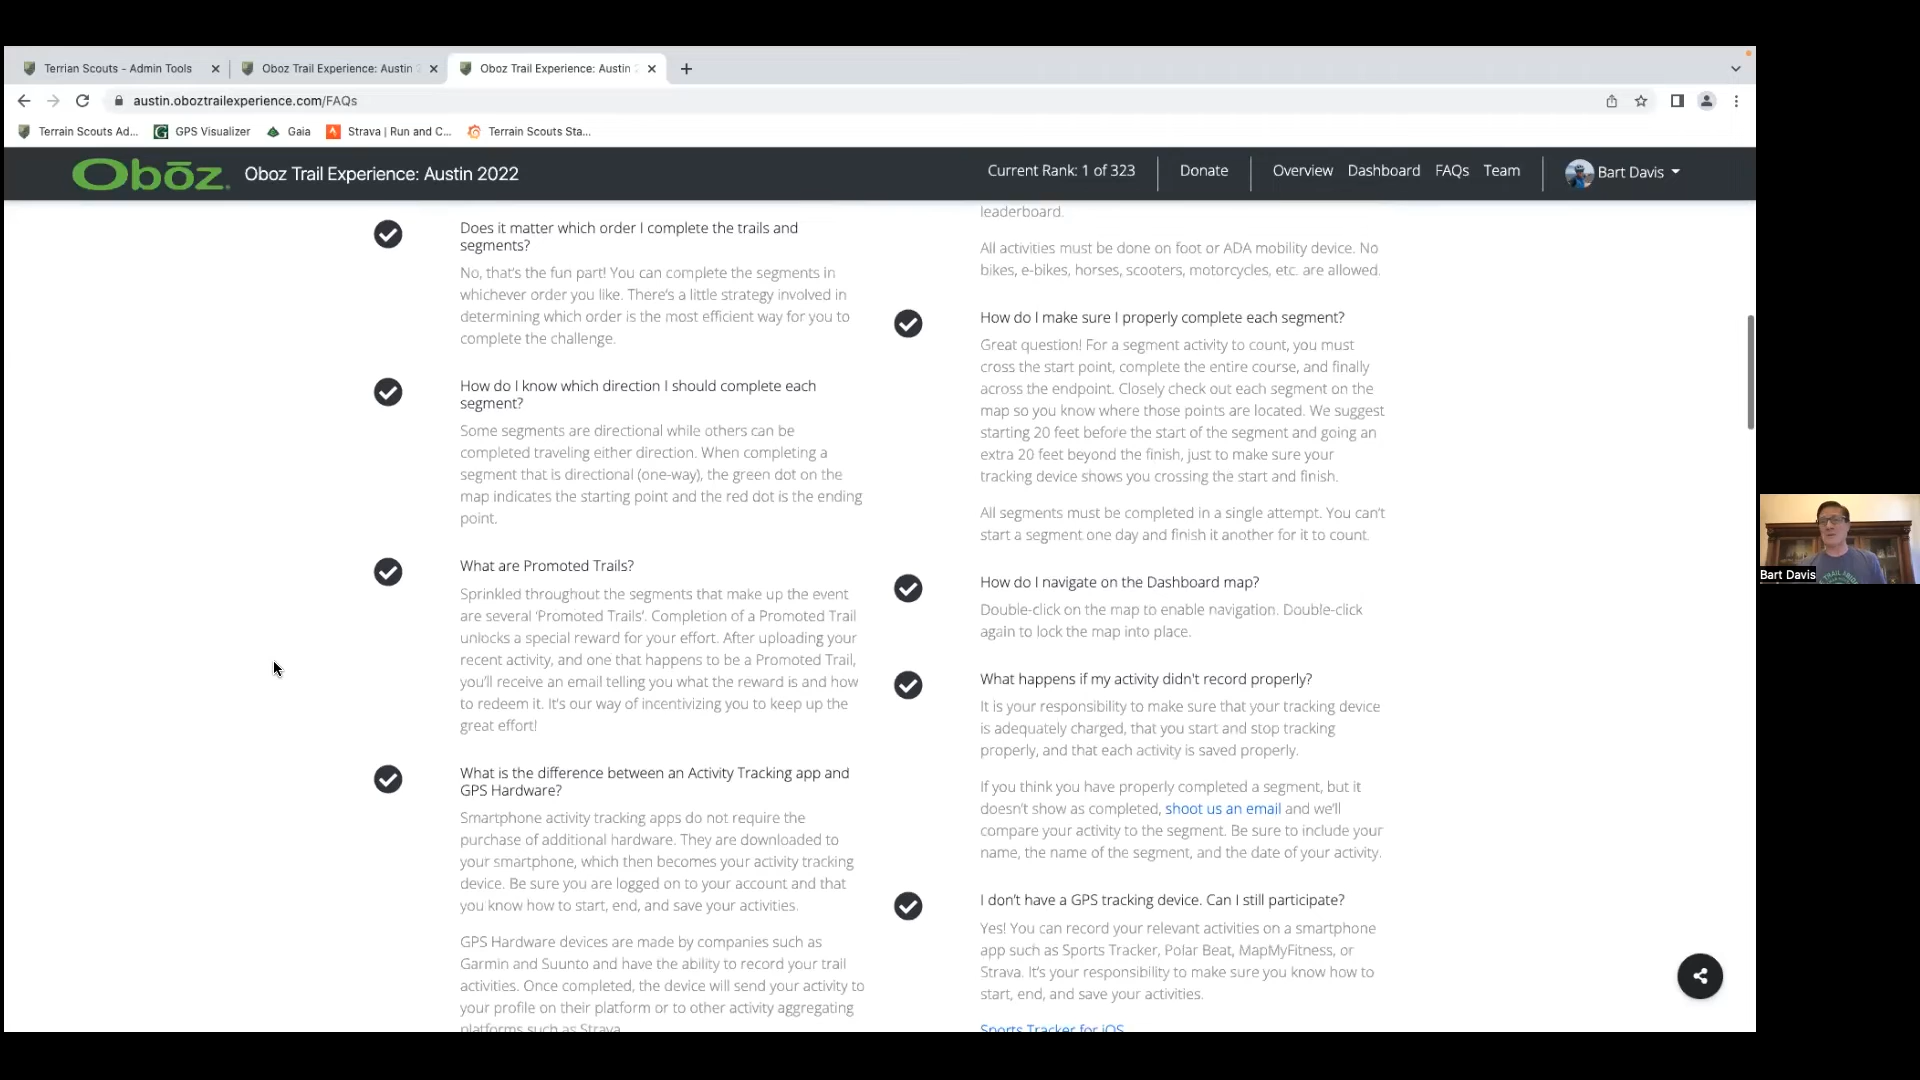 Terrian Scouts - Admin Tools
Oboz Trail Experience: Austin
Oboz Trail Experience: Austin
austin.oboztrailexperience.com/FAQs
Terrain Scouts Ad...
GPS Visualizer
Gaia
Strava | Run and C...
Terrain Scouts Sta...
Obōz.
Oboz Trail Experience: Austin 2022
Current Rank: 1 of 323
Donate
Overview
Dashboard
FAQs
Team
Bart Davis
Does it matter which order I complete the trails and
segments?
No, that's the fun part! You can complete the segments in
whichever order you like. There's a little strategy involved in
determining which order is the most efficient way for you to
complete the challenge.
How do I know which direction I should complete each
segment?
Some segments are directional while others can be
completed traveling either direction. When completing a
segment that is directional (one-way), the green dot on the
map indicates the starting point and the red dot is the ending
point.
What are Promoted Trails?
Sprinkled throughout the segments that make up the event
are several 'Promoted Trails'. Completion of a Promoted Trail
unlocks a special reward for your effort. After uploading your
recent activity, and one that happens to be a Promoted Trail,
you'll receive an email telling you what the reward is and how
to redeem it. It's our way of incentivizing you to keep up the
great effort!
What is the difference between an Activity Tracking app and
GPS Hardware?
Smartphone activity tracking apps do not require the
purchase of additional hardware. They are downloaded to
your smartphone, which then becomes your activity tracking
device. Be sure you are logged on to your account and that
you know how to start, end, and save your activities.
GPS Hardware devices are made by companies such as
Garmin and Suunto and have the ability to record your trail
activities. Once completed, the device will send your activity to
your profile on their platform or to other activity aggregating
platforms such as Strava.
leaderboard.
All activities must be done on foot or ADA mobility device. No
bikes, e-bikes, horses, scooters, motorcycles, etc. are allowed.
How do I make sure I properly complete each segment?
Great question! For a segment activity to count, you must
cross the start point, complete the entire course, and finally
across the endpoint. Closely check out each segment on the
map so you know where those points are located. We suggest
starting 20 feet before the start of the segment and going an
extra 20 feet beyond the finish, just to make sure your
tracking device shows you crossing the start and finish.
All segments must be completed in a single attempt. You can't
start a segment one day and finish it another for it to count.
How do I navigate on the Dashboard map?
Double-click on the map to enable navigation. Double-click
again to lock the map into place.
What happens if my activity didn't record properly?
It is your responsibility to make sure that your tracking device
is adequately charged, that you start and stop tracking
properly, and that each activity is saved properly.
If you think you have properly completed a segment, but it
doesn't show as completed, shoot us an email and we'll
compare your activity to the segment. Be sure to include your
name, the name of the segment, and the date of your activity.
I don't have a GPS tracking device. Can I still participate?
Yes! You can record your relevant activities on a smartphone
app such as Sports Tracker, Polar Beat, MapMyFitness, or
Strava. It's your responsibility to make sure you know how to
start, end, and save your activities.
Sports Tracker for iOS
Bart Davis